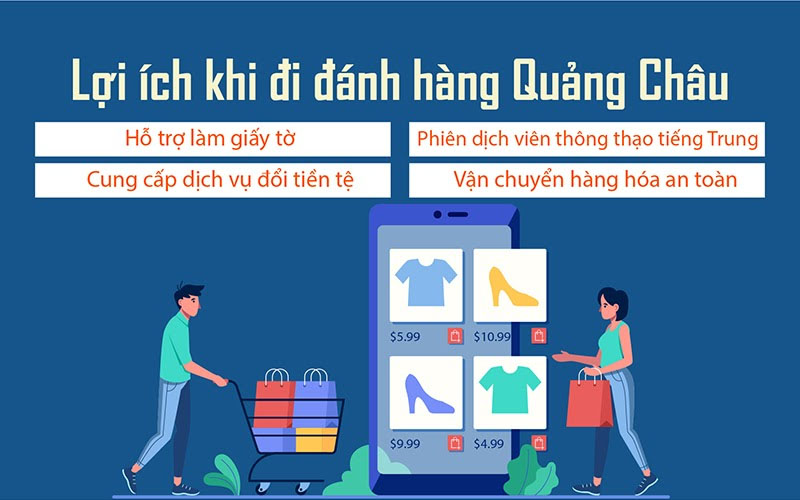 Lợi ích khi đi đánh hàng Quảng Châu
Hỗ trợ làm giấy tờ
Phiên dịch viên thông thạo tiếng Trung
Cung cấp dịch vụ đổi tiền tệ
Vận chuyển hàng hóa an toàn
$5.99
$10.99
$9.99
$4.99